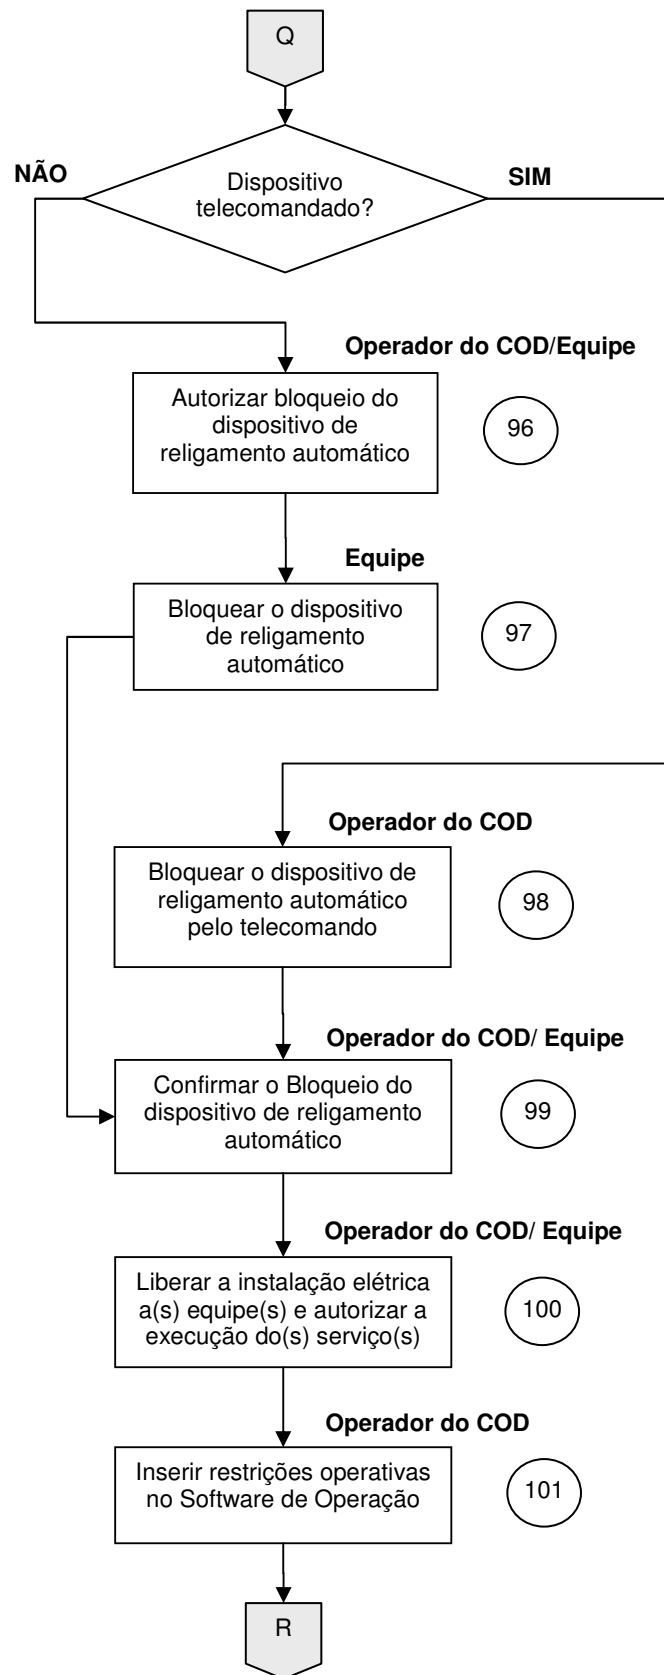 Q
NÃO
Dispositivo
telecomandado?
SIM
Operador do COD/Equipe
Autorizar bloqueio do
dispositivo de
religamento automático
96
Equipe
Bloquear o dispositivo
de religamento
automático
97
Operador do COD
Bloquear o dispositivo de
religamento automático
pelo telecomando
98
Operador do COD/ Equipe
Confirmar o Bloqueio do
dispositivo de religamento
automático
99
Operador do COD/ Equipe
Liberar a instalação elétrica
a(s) equipe(s) e autorizar a
execução do(s) serviço(s)
100
Operador do COD
Inserir restrições operativas
no Software de Operação
101
R